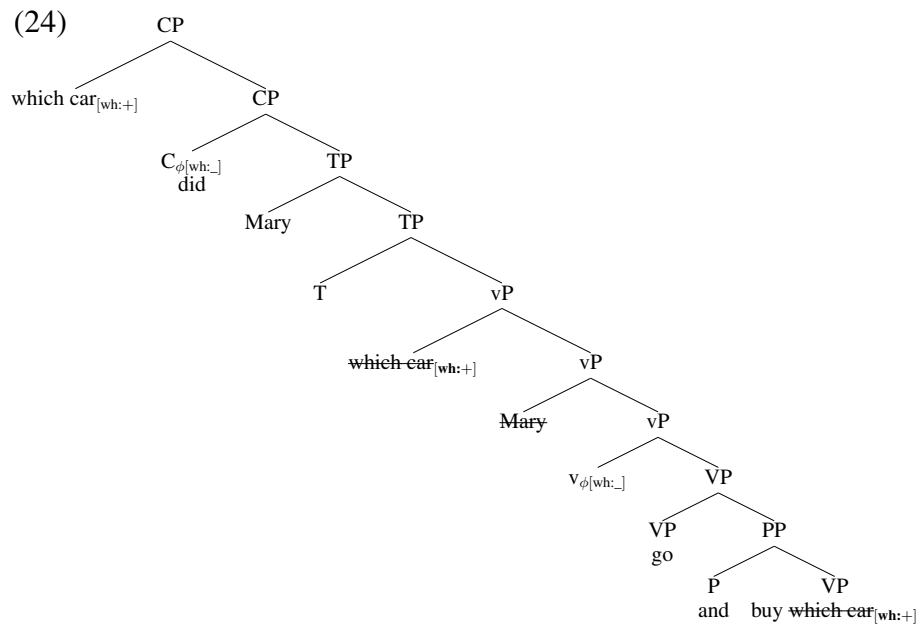 (24)
CP
which car[wh:+] CP
Cϕ[wh:_] TP
did
Mary TP
T vP
which car[wh:+] vP
Mary vP
vϕ[wh:_] VP
VP PP
go
P VP
and buy which car[wh:+]